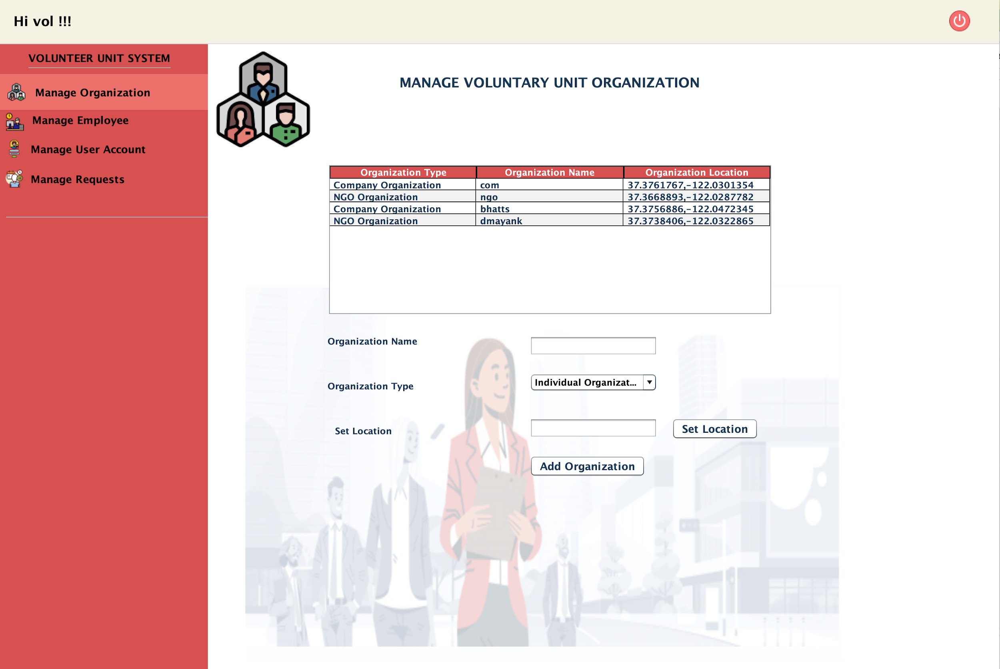 Hi vol !!!
VOLUNTEER UNIT SYSTEM
Manage Organization
Manage Employee
Manage User Account
Manage Requests
MANAGE VOLUNTARY UNIT ORGANIZATION
Organization Type Organization Name Organization Location
Company Organization com 37.3761767,-122.0301354
NGO Organization ngo 37.3668893,-122.0287782
Company Organization bhatts 37.3756886,-122.0472345
NGO Organization dmayank 37.3738406,-122.0322865
Organization Name
Organization Type Individual Organizat...
Set Location Set Location
Add Organization